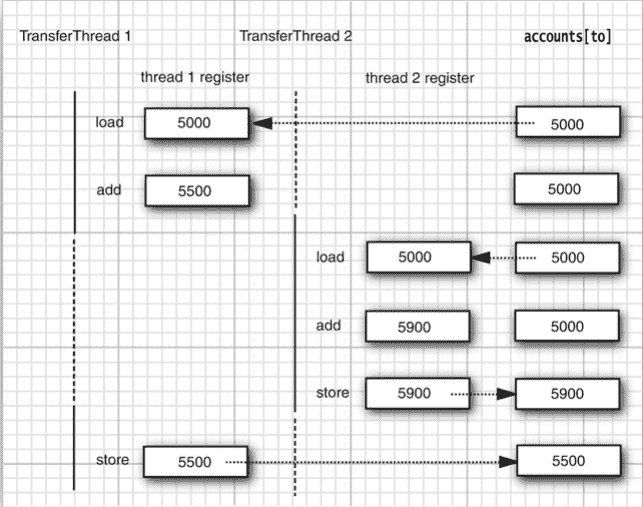 TransferThread 1 TransferThread 2 accounts[to]
thread 1 register thread 2 register
load 5000 5000
add 5500 5000
load 5000 5000
add 5900 5000
store 5900 5900
store 5500 5500